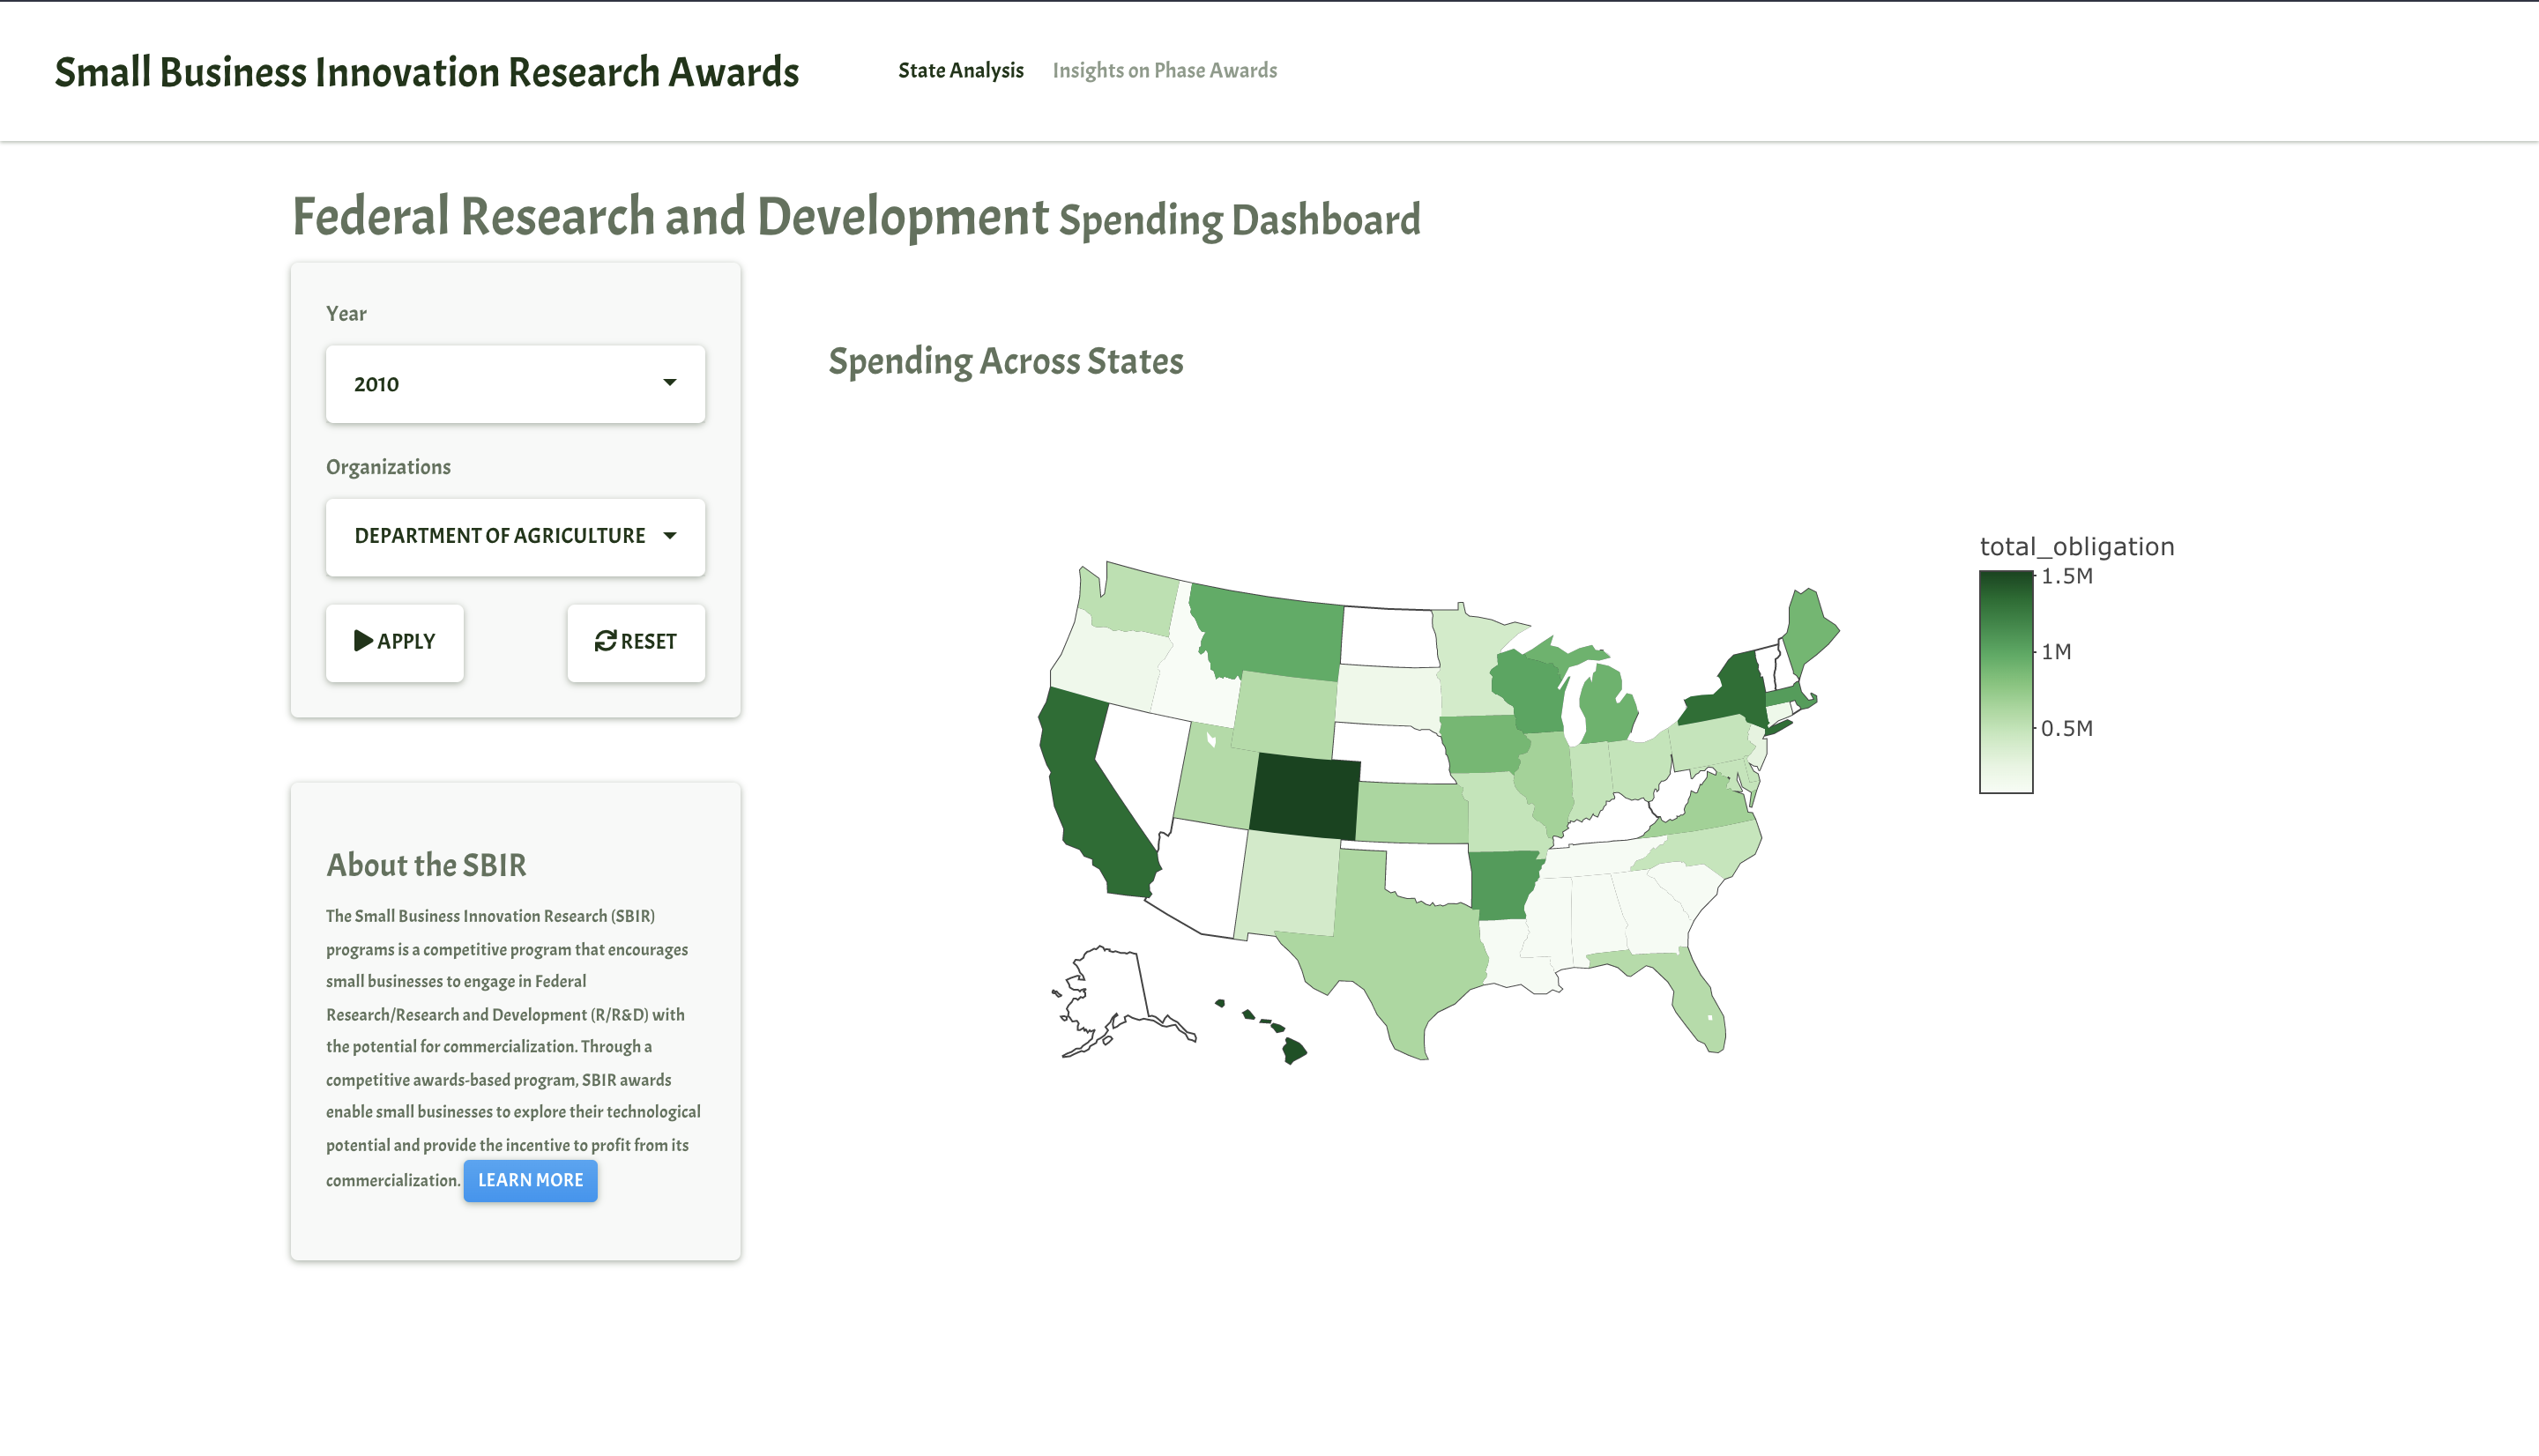 Small Business Innovation Research Awards
State Analysis
Insights on Phase Awards
Federal Research and Development Spending Dashboard
Year
2010
Organizations
DEPARTMENT OF AGRICULTURE
APPLY
RESET
Spending Across States
total_obligation
1.5M
1M
0.5M
About the SBIR
The Small Business Innovation Research (SBIR)
programs is a competitive program that encourages
small businesses to engage in Federal
Research/Research and Development (R/R&D) with
the potential for commercialization. Through a
competitive awards-based program, SBIR awards
enable small businesses to explore their technological
potential and provide the incentive to profit from its
commercialization. LEARN MORE